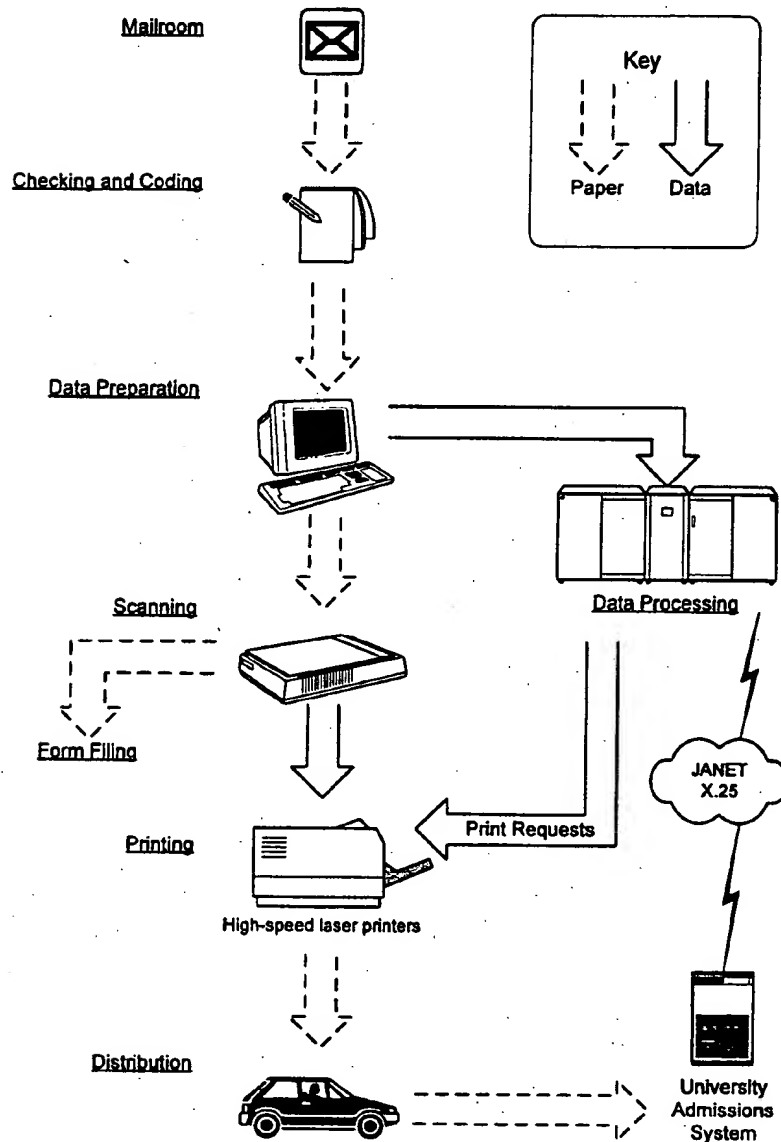 Mailroom
Key
Paper Data
Checking and Coding
Data Preparation
Data Processing
Scanning
Form Filing
JANET
X.25
Print Requests
Printing
High-speed laser printers
Distribution
University
Admissions
System